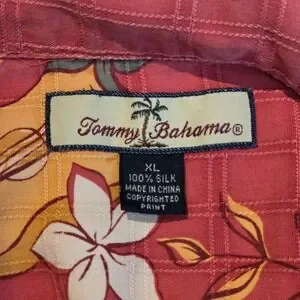 Tommy Bahama®
XL
100% SILK
MADE IN CHINA
COPYRIGHTED
PRINT